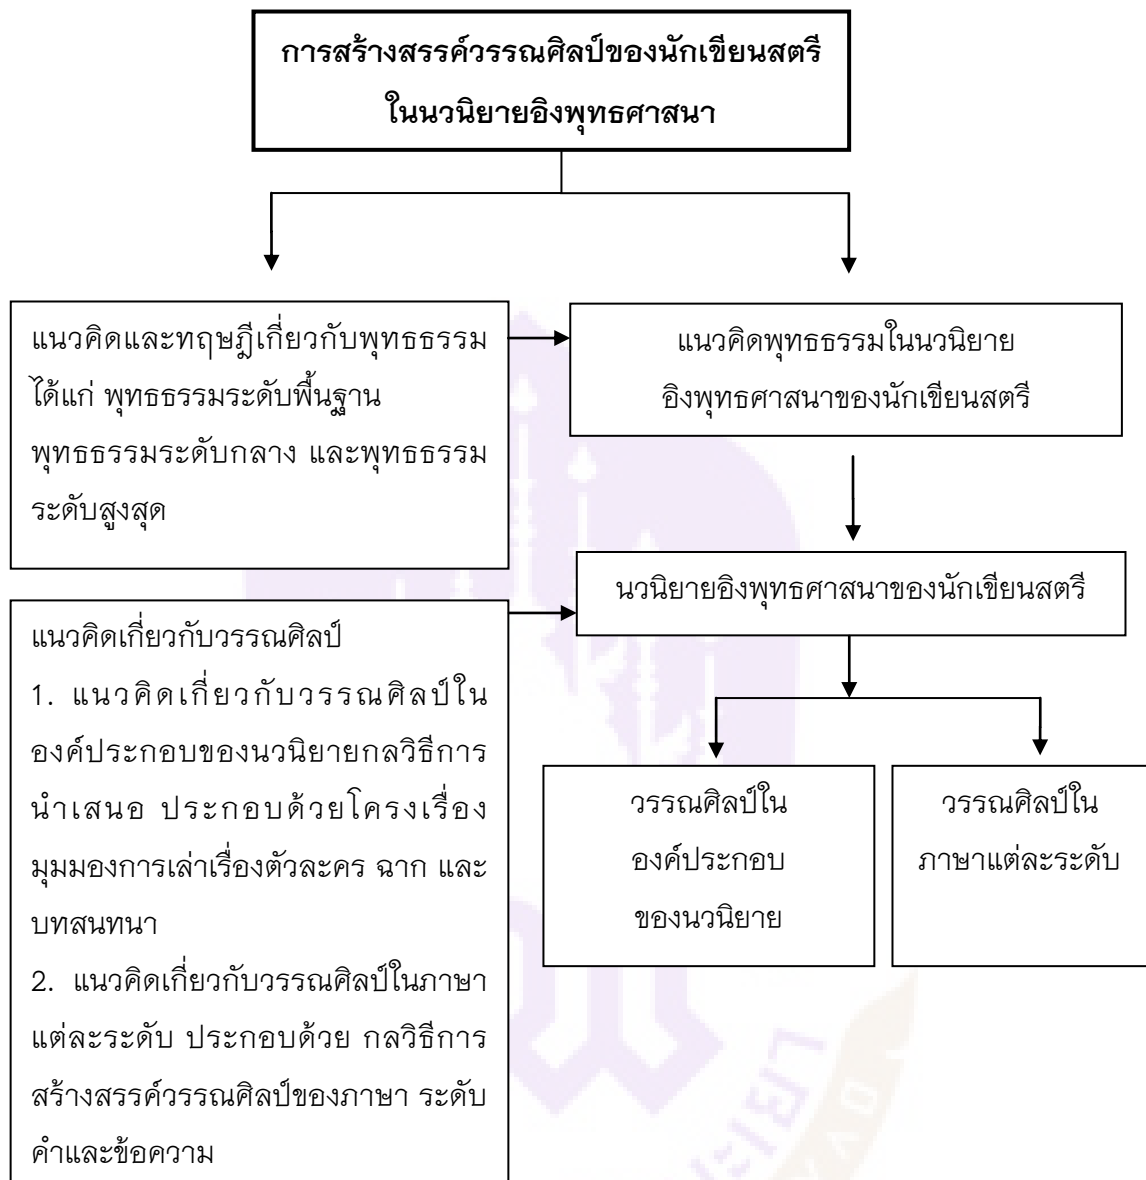 การสร้างสรรค์วรรณศิลป์ของนักเขียนสตรี
ในนวนิยายอิงพุทธศาสนา
แนวคิดและทฤษฎีเกี่ยวกับพุทธธรรม
ได้แก่ พุทธธรรมระดับพื้นฐาน
พุทธธรรมระดับกลาง และพุทธธรรม
ระดับสูงสุด
แนวคิดพุทธธรรมในนวนิยาย
อิงพุทธศาสนาของนักเขียนสตรี
นวนิยายอิงพุทธศาสนาของนักเขียนสตรี
แนวคิดเกี่ยวกับวรรณศิลป์
1. แนวคิดเกี่ยวกับวรรณศิลป์ใน
องค์ประกอบของนวนิยายกลวิธีการ
นำเสนอ ประกอบด้วยโครงเรื่อง
มุมมองการเล่าเรื่องตัวละคร ฉาก และ
บทสนทนา
2. แนวคิดเกี่ยวกับวรรณศิลป์ในภาษา
แต่ละระดับ ประกอบด้วย กลวิธีการ
สร้างสรรค์วรรณศิลป์ของภาษา ระดับ
คำและข้อความ
วรรณศิลป์ใน
องค์ประกอบ
ของนวนิยาย
วรรณศิลป์ใน
ภาษาแต่ละระดับ